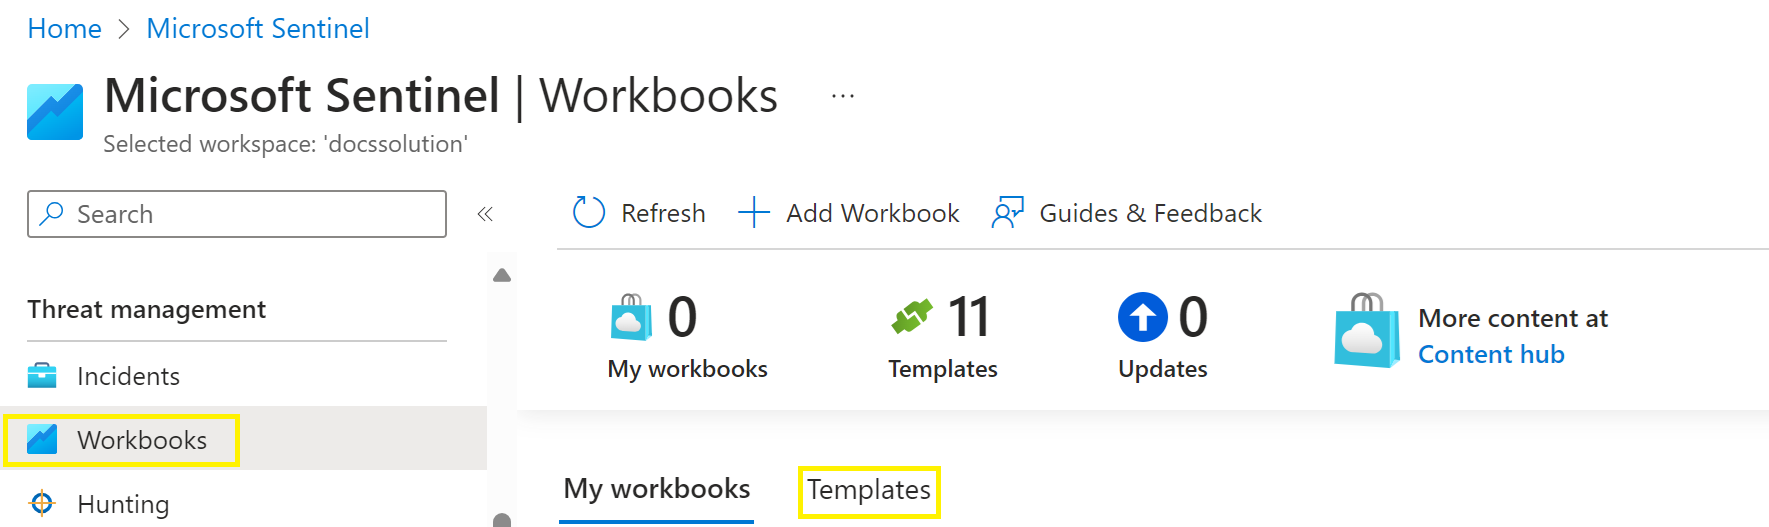 Home > Microsoft Sentinel
Microsoft Sentinel | Workbooks ...
Selected workspace: 'docssolution'
Search «
Refresh + Add Workbook Guides & Feedback
Threat management
Incidents
Workbooks
Hunting
0
My workbooks
11
Templates
0
Updates
More content at
Content hub
My workbooks Templates